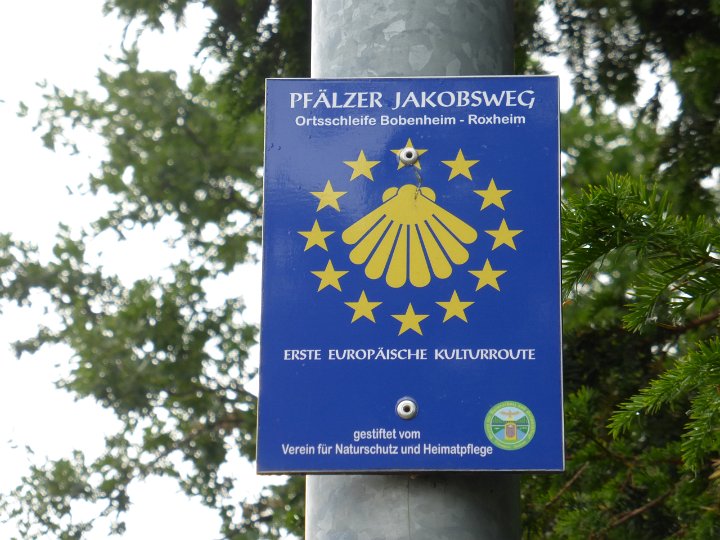 PFÄLZER JAKOBSWEG
Ortsschleife Bobenheim - Roxheim
ERSTE EUROPÄISCHE KULTURROUTE
gestiftet vom
Verein für Naturschutz und Heimatpflege